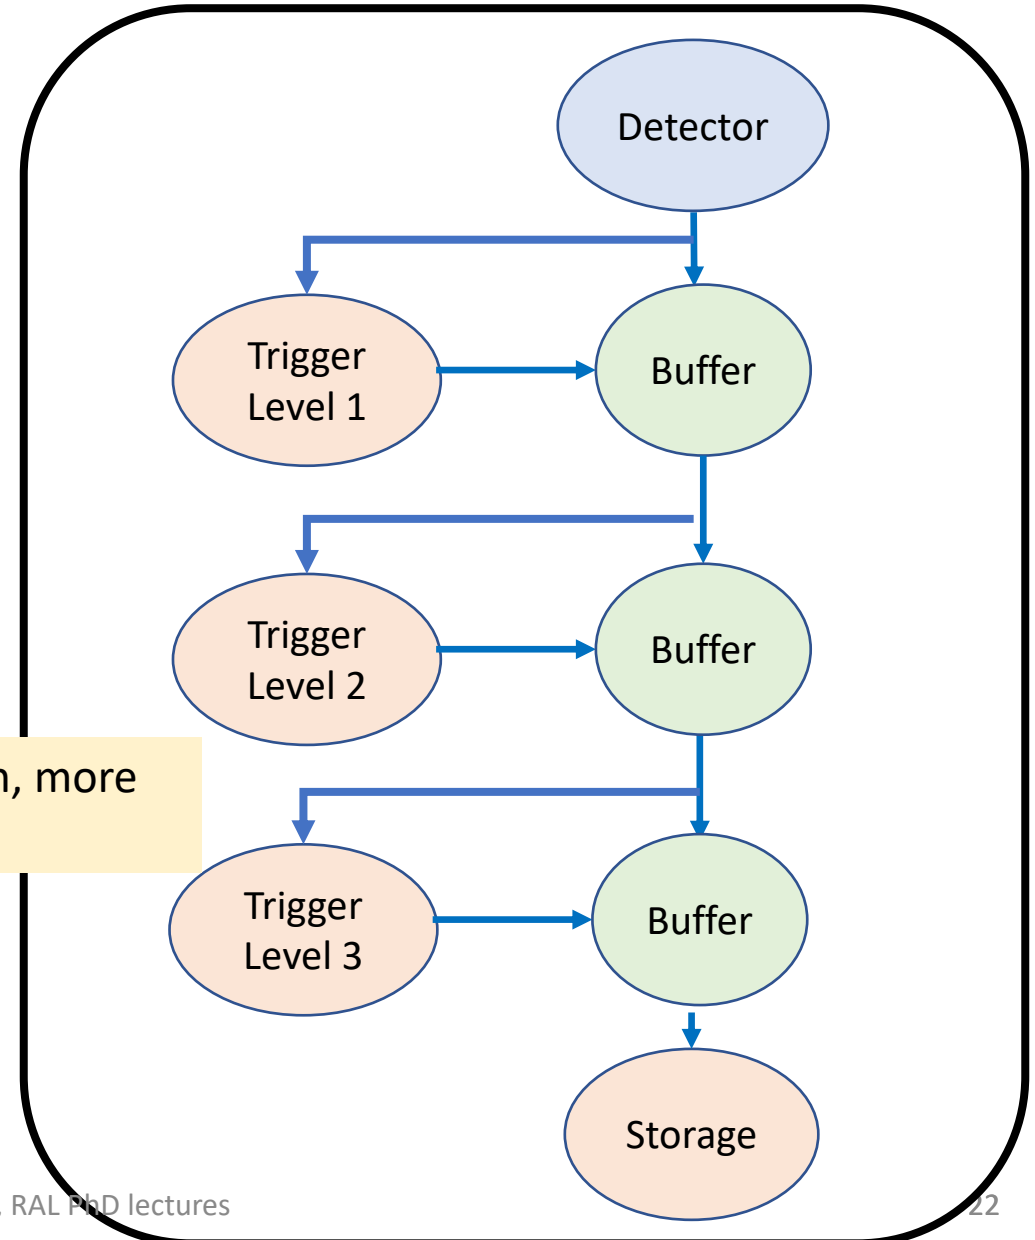 Detector
Trigger
Level 1
Buffer
Trigger
Level 2
Buffer
, more
Trigger
Level 3
Buffer
Storage
, RAL PhD lectures
22